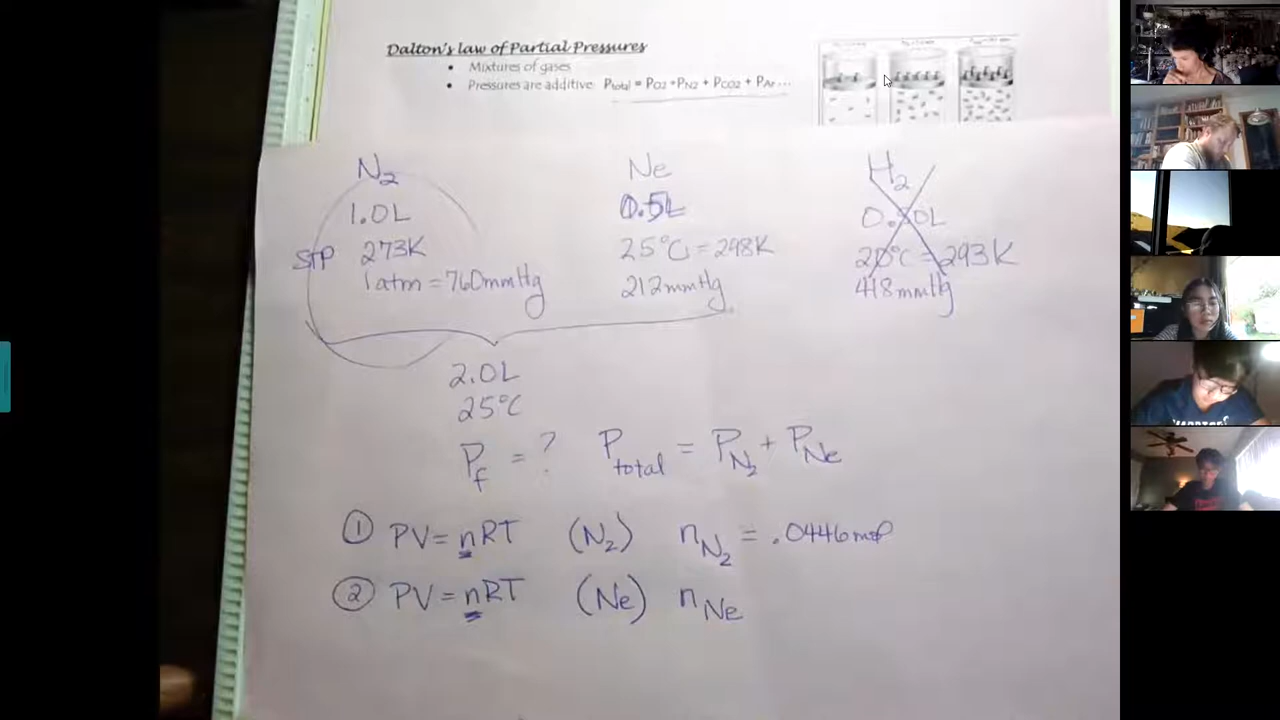 Dalton's law of Partial Pressures
• Mixtures of gases
• Pressures are additive Ptotal = PO2 + PN2 + PCO2 + PAr ...
N2
1.0L
STP 273K
1atm = 760mmHg
Ne
0.5L
25°C = 298K
212mmHg
H2
0.50L
20°C = 293K
418mmHg
2.0L
25°C
Pf = ? Ptotal = PN2 + PNe
① PV = nRT (N2) nN2 = .0446mol
② PV = nRT (Ne) nNe